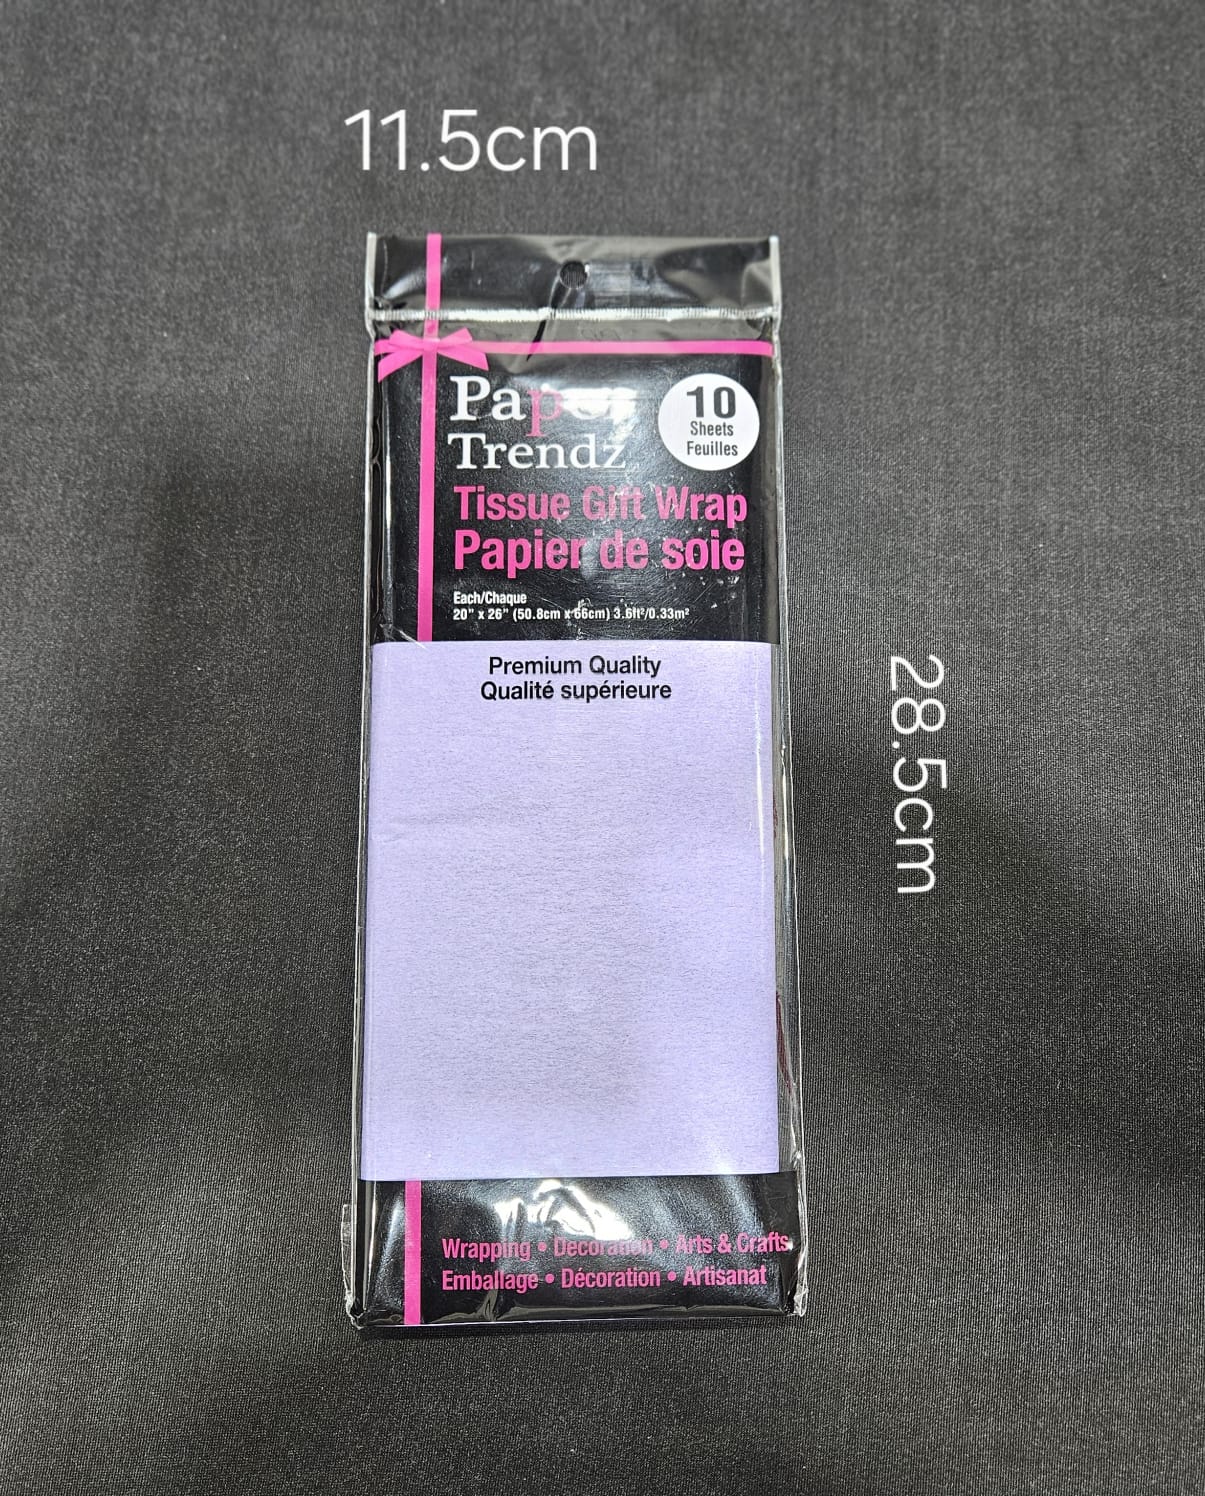 11.5cm
Paper
Trendz
10
Sheets
Feuilles
Tissue Gift Wrap
Papier de soie
Each/Chaque
20" x 26" (50.8cm x 66cm) 3.6ft²/0.33m²
Premium Quality
Qualité supérieure
28.5cm
Wrapping • Decoration • Arts & Crafts
Emballage • Décoration • Artisanat